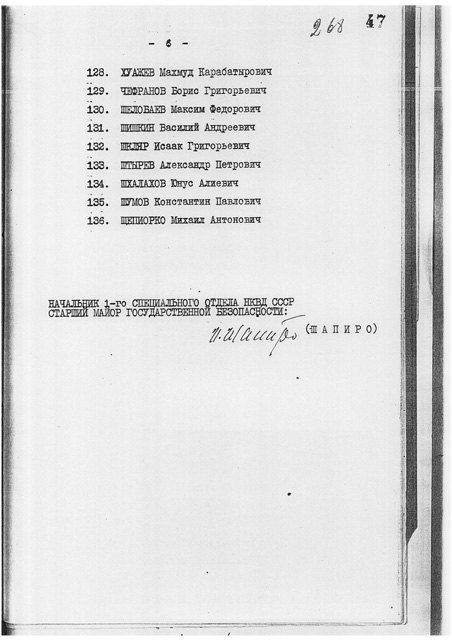 268 47
- 6 -
128. ХУАЖЕВ Махмуд Карабатырович
129. ЧЕФРАНОВ Борис Григорьевич
130. ШЕЛОБАЕВ Максим Федорович
131. ШИШКИН Василий Андреевич
132. ШКЛЯР Исаак Григорьевич
133. ШТЫРЕВ Александр Петрович
134. ШХАЛАХОВ Юнус Алиевич
135. ШУМОВ Константин Павлович
136. ЩЕПИОРКО Михаил Антонович
НАЧАЛЬНИК 1-го СПЕЦИАЛЬНОГО ОТДЕЛА НКВД СССР
СТАРШИЙ МАЙОР ГОСУДАРСТВЕННОЙ БЕЗОПАСНОСТИ:
(ШАПИРО)